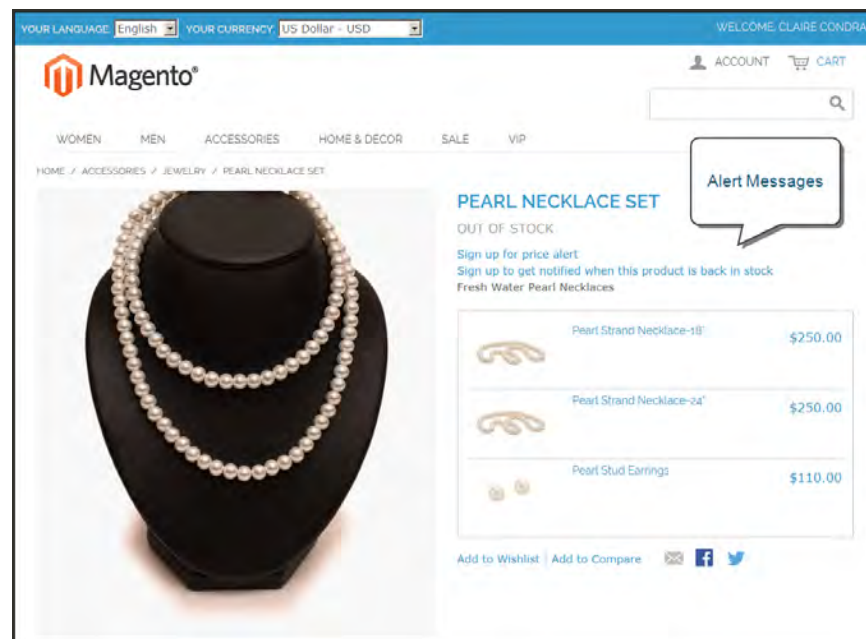 YOUR LANGUAGE: English YOUR CURRENCY: US Dollar - USD WELCOME, CLAIRE CONDRA
Magento®
ACCOUNT CART
WOMEN MEN ACCESSORIES HOME & DECOR SALE VIP
HOME / ACCESSORIES / JEWELRY / PEARL NECKLACE SET
Alert Messages
PEARL NECKLACE SET
OUT OF STOCK
Sign up for price alert
Sign up to get notified when this product is back in stock
Fresh Water Pearl Necklaces
Pearl Strand Necklace-18" $250.00
Pearl Strand Necklace-24" $250.00
Pearl Stud Earrings $110.00
Add to Wishlist Add to Compare